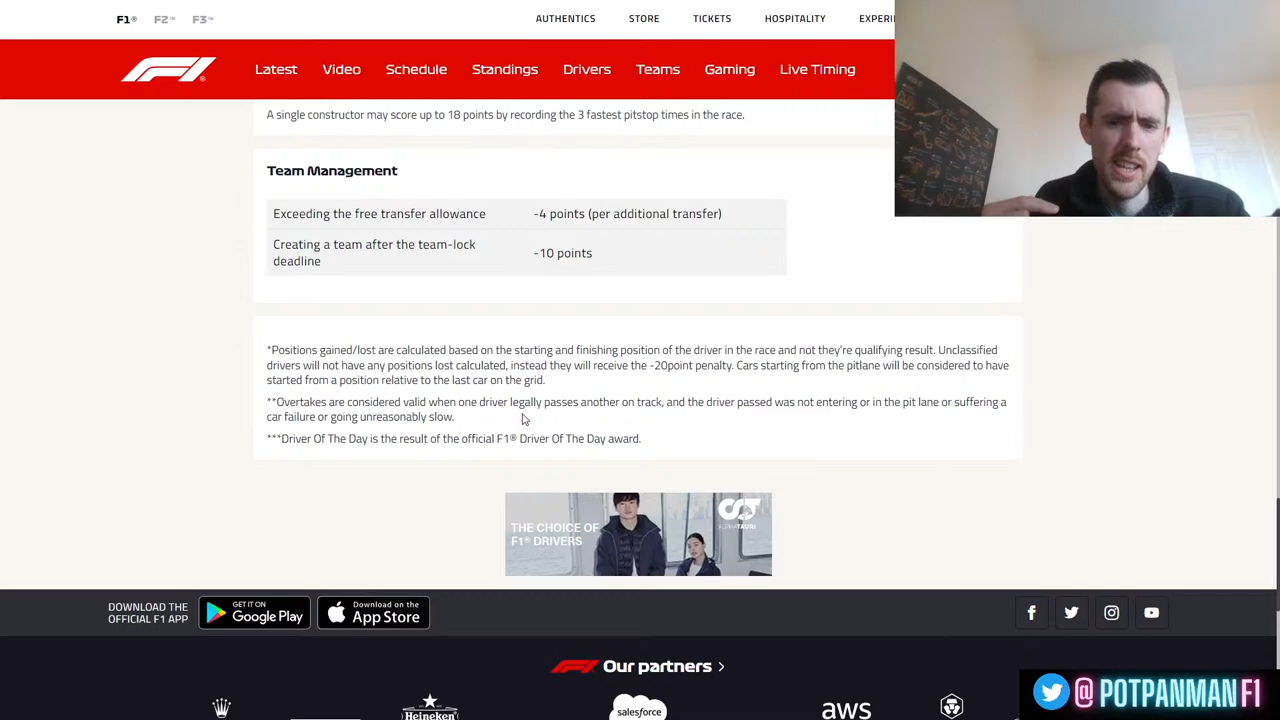 F1® F2™ F3™ AUTHENTICS STORE TICKETS HOSPITALITY EXPERI
F1 Latest Video Schedule Standings Drivers Teams Gaming Live Timing
A single constructor may score up to 18 points by recording the 3 fastest pitstop times in the race.
Team Management
Exceeding the free transfer allowance -4 points (per additional transfer)
Creating a team after the team-lock
deadline
-10 points
*Positions gained/lost are calculated based on the starting and finishing position of the driver in the race and not they're qualifying result. Unclassified
drivers will not have any positions lost calculated, instead they will receive the -20point penalty. Cars starting from the pitlane will be considered to have
started from a position relative to the last car on the grid.
**Overtakes are considered valid when one driver legally passes another on track, and the driver passed was not entering or in the pit lane or suffering a
car failure or going unreasonably slow.
***Driver Of The Day is the result of the official F1® Driver Of The Day award.
THE CHOICE OF
F1® DRIVERS
ALPHATAURI
DOWNLOAD THE
OFFICIAL F1 APP
GET IT ON
Google Play
Download on the
App Store
Our partners >
ROLEX
Heineken
salesforce
aws
@POTPANMAN F1